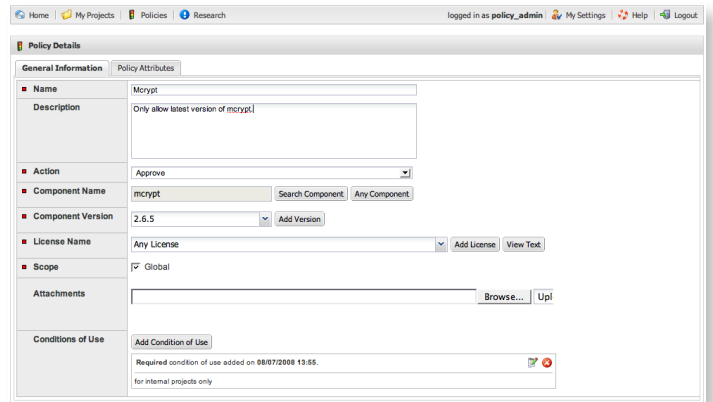 Home My Projects Policies Research logged in as policy_admin My Settings Help Logout
Policy Details
General Information Policy Attributes
Name Mcrypt
Description Only allow latest version of mcrypt.
Action Approve
Component Name mcrypt Search Component Any Component
Component Version 2.6.5 Add Version
License Name Any License Add License View Text
Scope Global
Attachments Browse... Upl
Conditions of Use Add Condition of Use
Required condition of use added on 08/07/2008 13:55.
for internal projects only